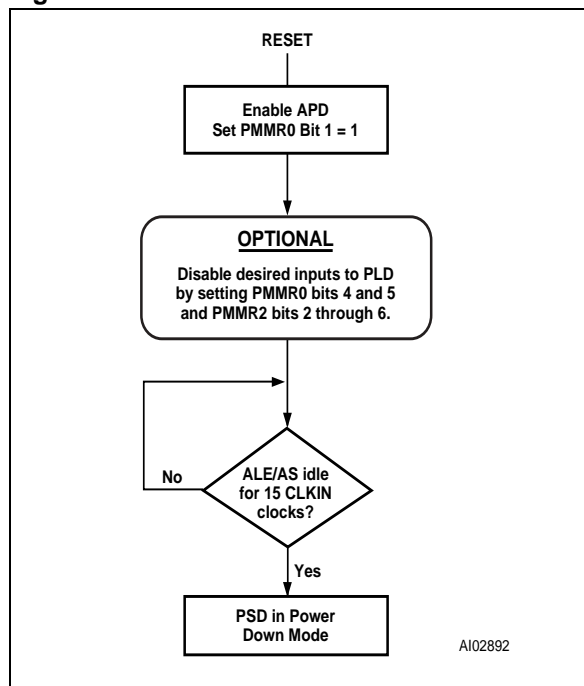 RESET
Enable APD
Set PMMR0 Bit 1 = 1
OPTIONAL
Disable desired inputs to PLD
by setting PMMR0 bits 4 and 5
and PMMR2 bits 2 through 6.
No
ALE/AS idle
for 15 CLKIN
clocks?
Yes
PSD in Power
Down Mode
AI02892